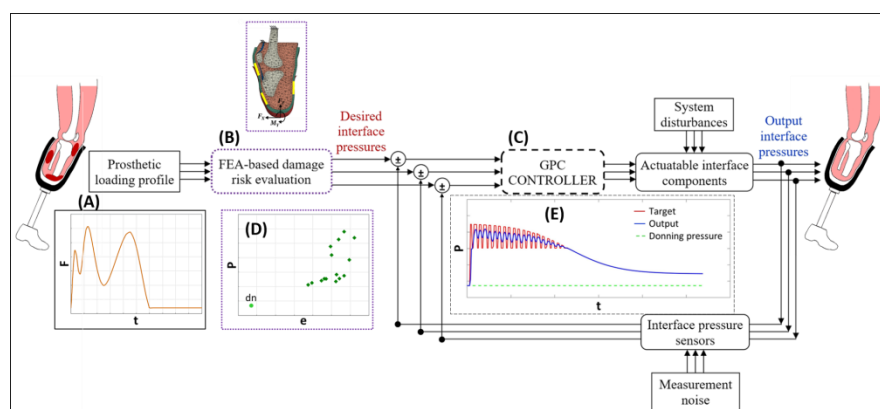 System
disturbances
Output
interface
pressures
Desired
interface
pressures
(B)
(C)
Prosthetic
loading profile
FEA-based damage
risk evaluation
±
±
±
GPC
CONTROLLER
Actuatable interface
components
(A)
F
t
(D)
P
dn
e
(E)
Target
Output
Donning pressure
P
t
Interface pressure
sensors
Measurement
noise